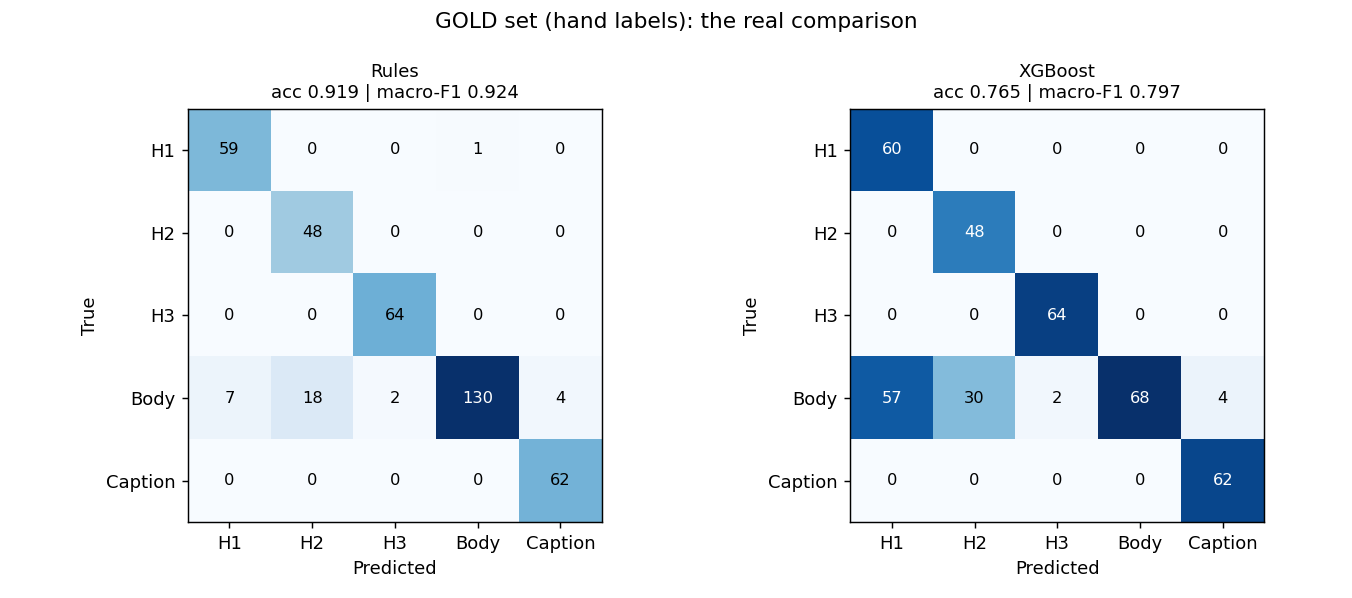 GOLD set (hand labels): the real comparison
Rules
acc 0.919 | macro-F1 0.924
H1 59 0 0 1 0
H2 0 48 0 0 0
H3 0 0 64 0 0
Body 7 18 2 130 4
Caption 0 0 0 0 62
True
H1 H2 H3 Body Caption
Predicted
XGBoost
acc 0.765 | macro-F1 0.797
H1 60 0 0 0 0
H2 0 48 0 0 0
H3 0 0 64 0 0
Body 57 30 2 68 4
Caption 0 0 0 0 62
True
H1 H2 H3 Body Caption
Predicted